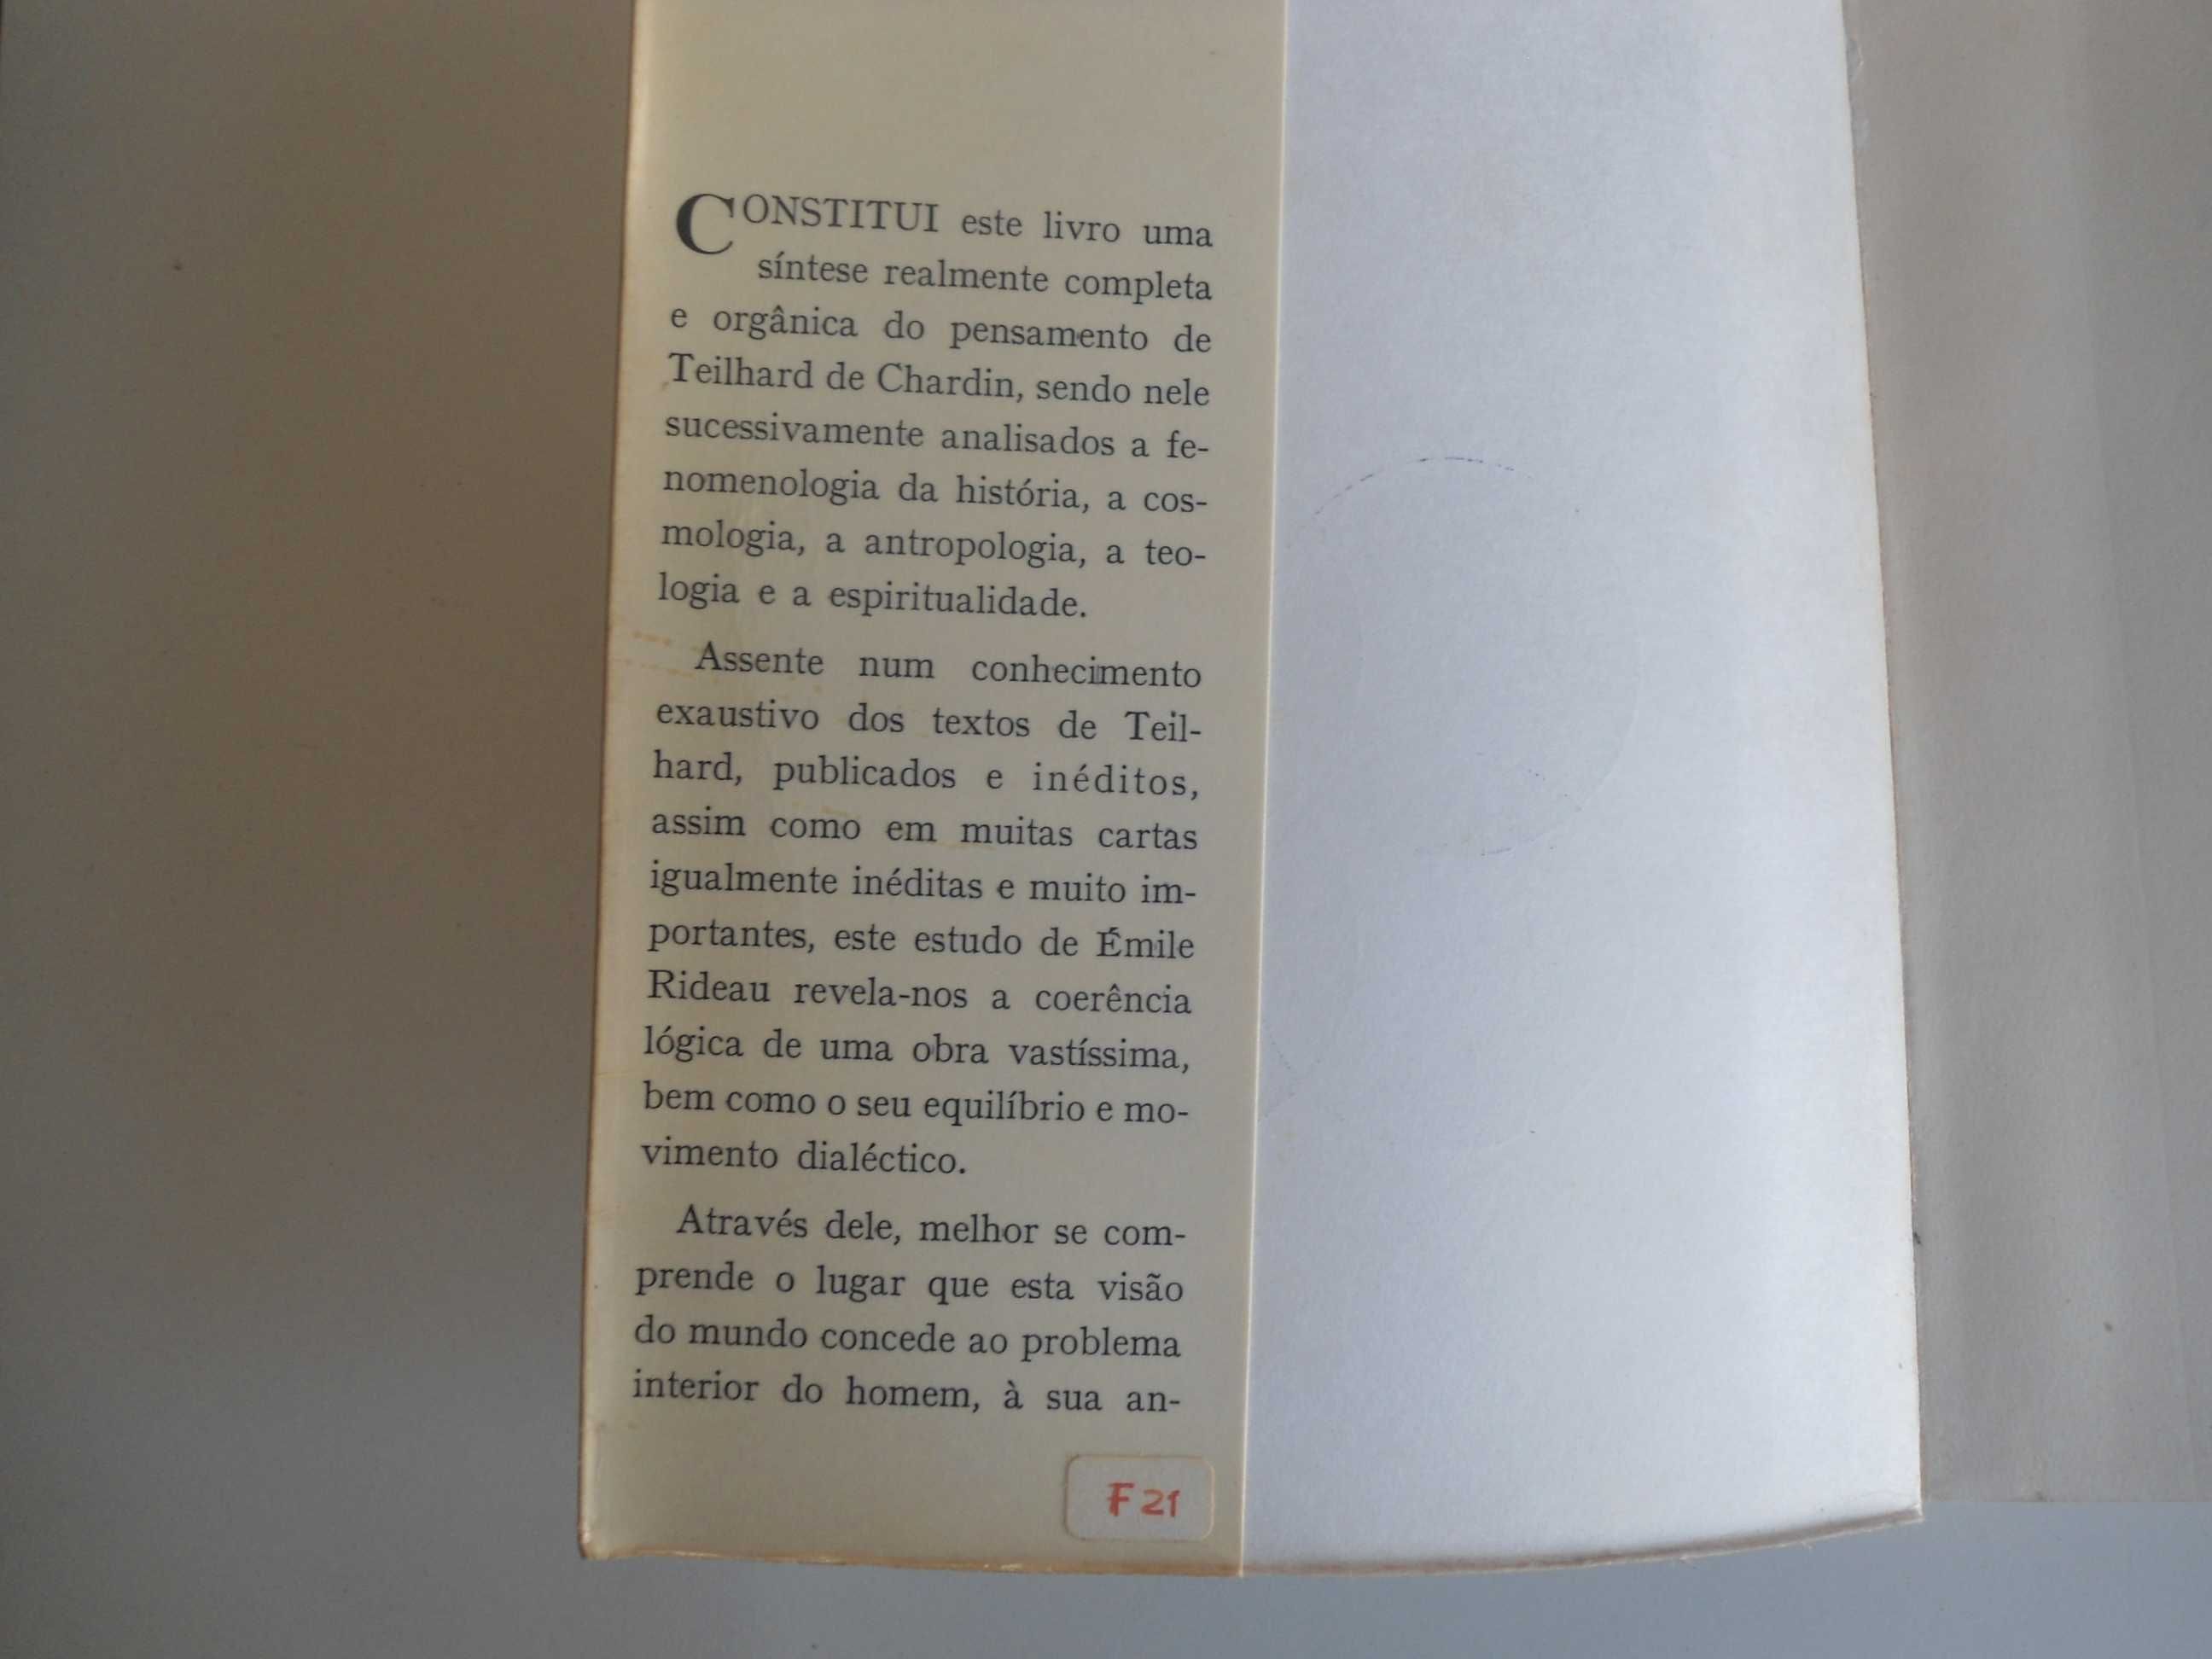 CONSTITUI este livro uma
síntese realmente completa
e orgânica do pensamento de
Teilhard de Chardin, sendo nele
sucessivamente analisados a fe-
nomenologia da história, a cos-
mologia, a antropologia, a teo-
logia e a espiritualidade.
Assente num conhecimento
exaustivo dos textos de Teil-
hard, publicados e inéditos,
assim como em muitas cartas
igualmente inéditas e muito im-
portantes, este estudo de Émile
Rideau revela-nos a coerência
lógica de uma obra vastíssima,
bem como o seu equilíbrio e mo-
vimento dialéctico.
Através dele, melhor se com-
prende o lugar que esta visão
do mundo concede ao problema
interior do homem, à sua an-
F 21